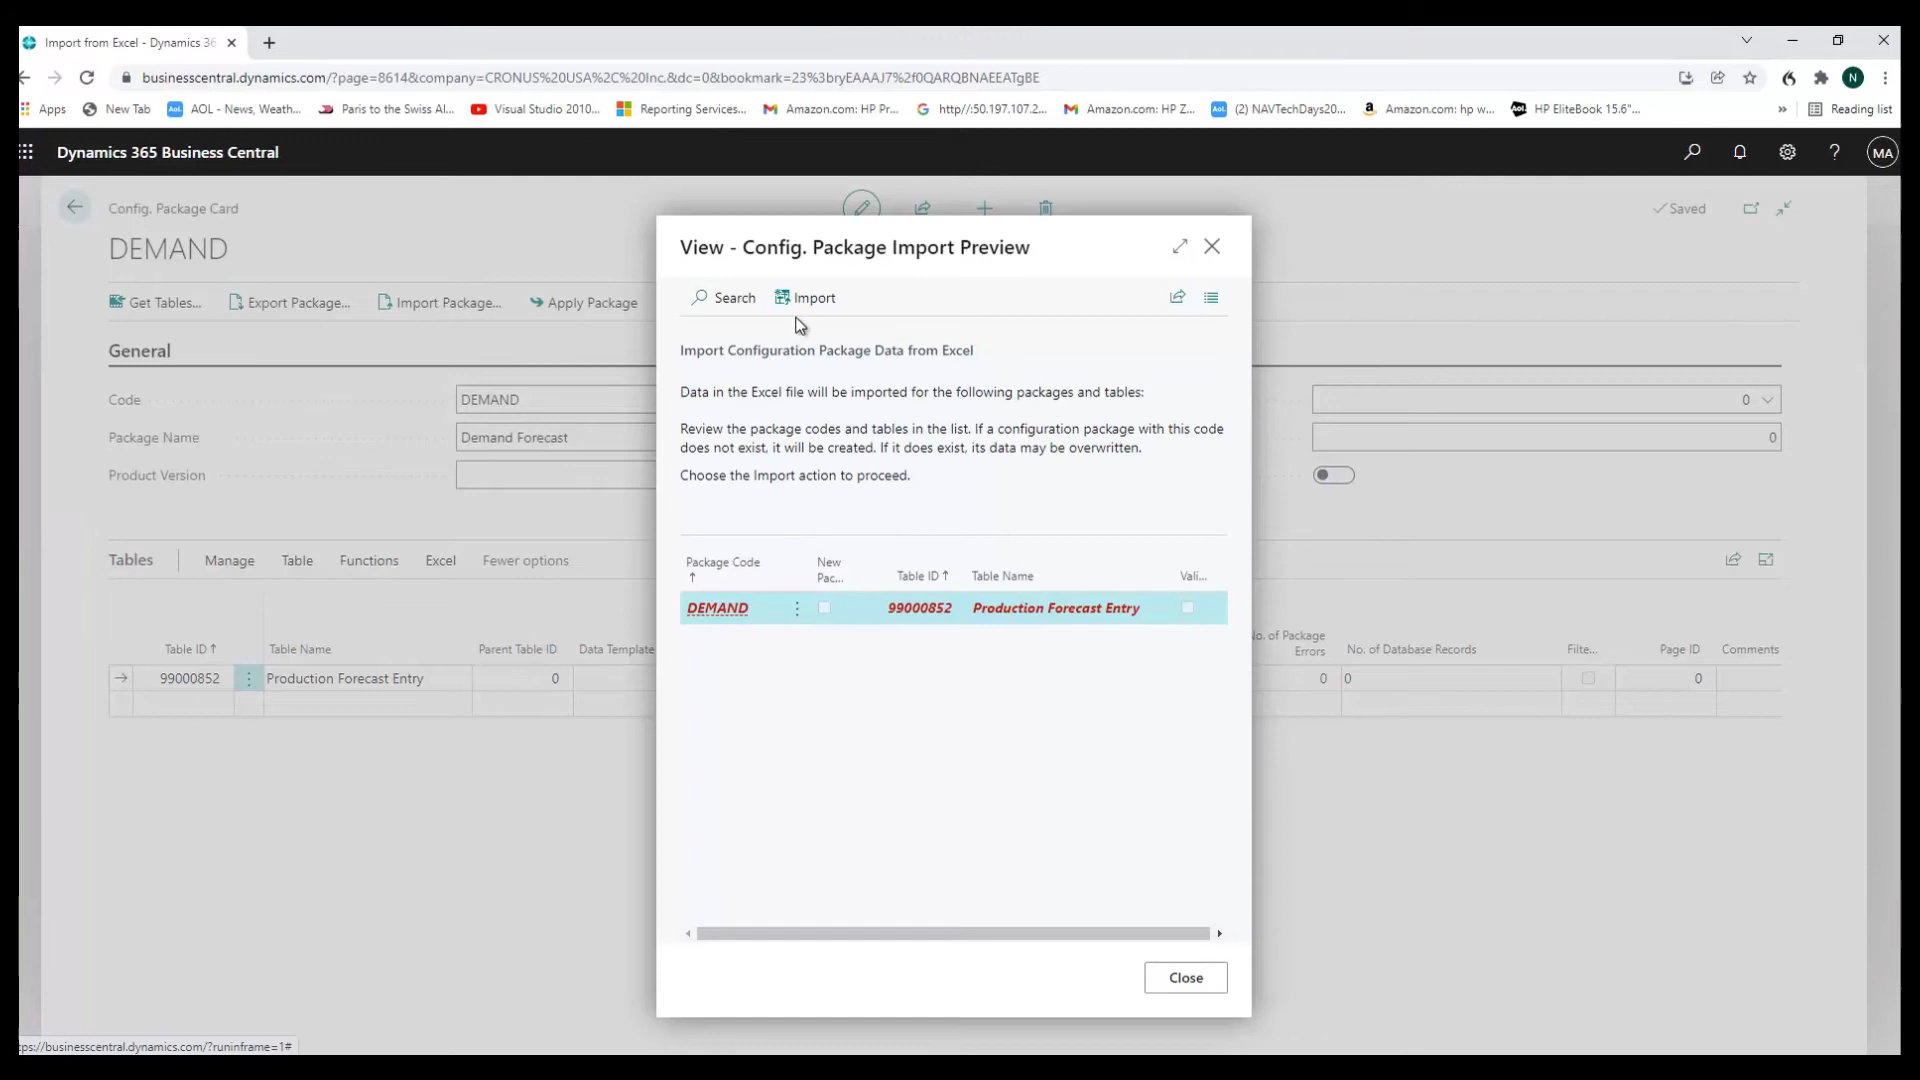 Import from Excel - Dynamics 36
businesscentral.dynamics.com/?page=8614&company=CRONUS%20USA%2C%20Inc.&dc=0&bookmark=23%3bryEAAAJ7%2f0QARQBNAEEATgBE
N
Apps
New Tab
AOL - News, Weath...
Paris to the Swiss Al...
Visual Studio 2010...
Reporting Services...
Amazon.com: HP Pr...
http//:50.197.107.2...
Amazon.com: HP Z...
(2) NAVTechDays20...
Amazon.com: hp w...
HP EliteBook 15.6"...
»
Reading list
Dynamics 365 Business Central
MA
Config. Package Card
Saved
DEMAND
Get Tables...
Export Package...
Import Package...
Apply Package
General
Code
DEMAND
0
Package Name
Demand Forecast
0
Product Version
Tables
Manage
Table
Functions
Excel
Fewer options
Table ID ↑
Table Name
Parent Table ID
Data Template
No. of Package Errors
No. of Database Records
Filte...
Page ID
Comments
99000852
Production Forecast Entry
0
0
0
0
View - Config. Package Import Preview
Search
Import
Import Configuration Package Data from Excel
Data in the Excel file will be imported for the following packages and tables:
Review the package codes and tables in the list. If a configuration package with this code
does not exist, it will be created. If it does exist, its data may be overwritten.
Choose the Import action to proceed.
Package Code ↑
New Pac...
Table ID ↑
Table Name
Vali...
DEMAND
99000852
Production Forecast Entry
Close
tps://businesscentral.dynamics.com/?runinframe=1#